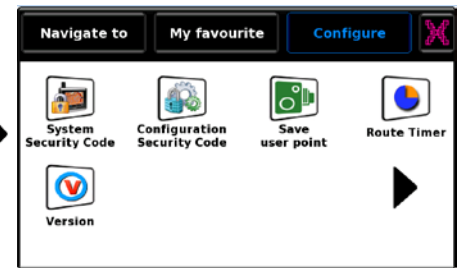 Navigate to
My favourite
Configure
System
Security Code
Configuration
Security Code
Save
user point
Route Timer
Version